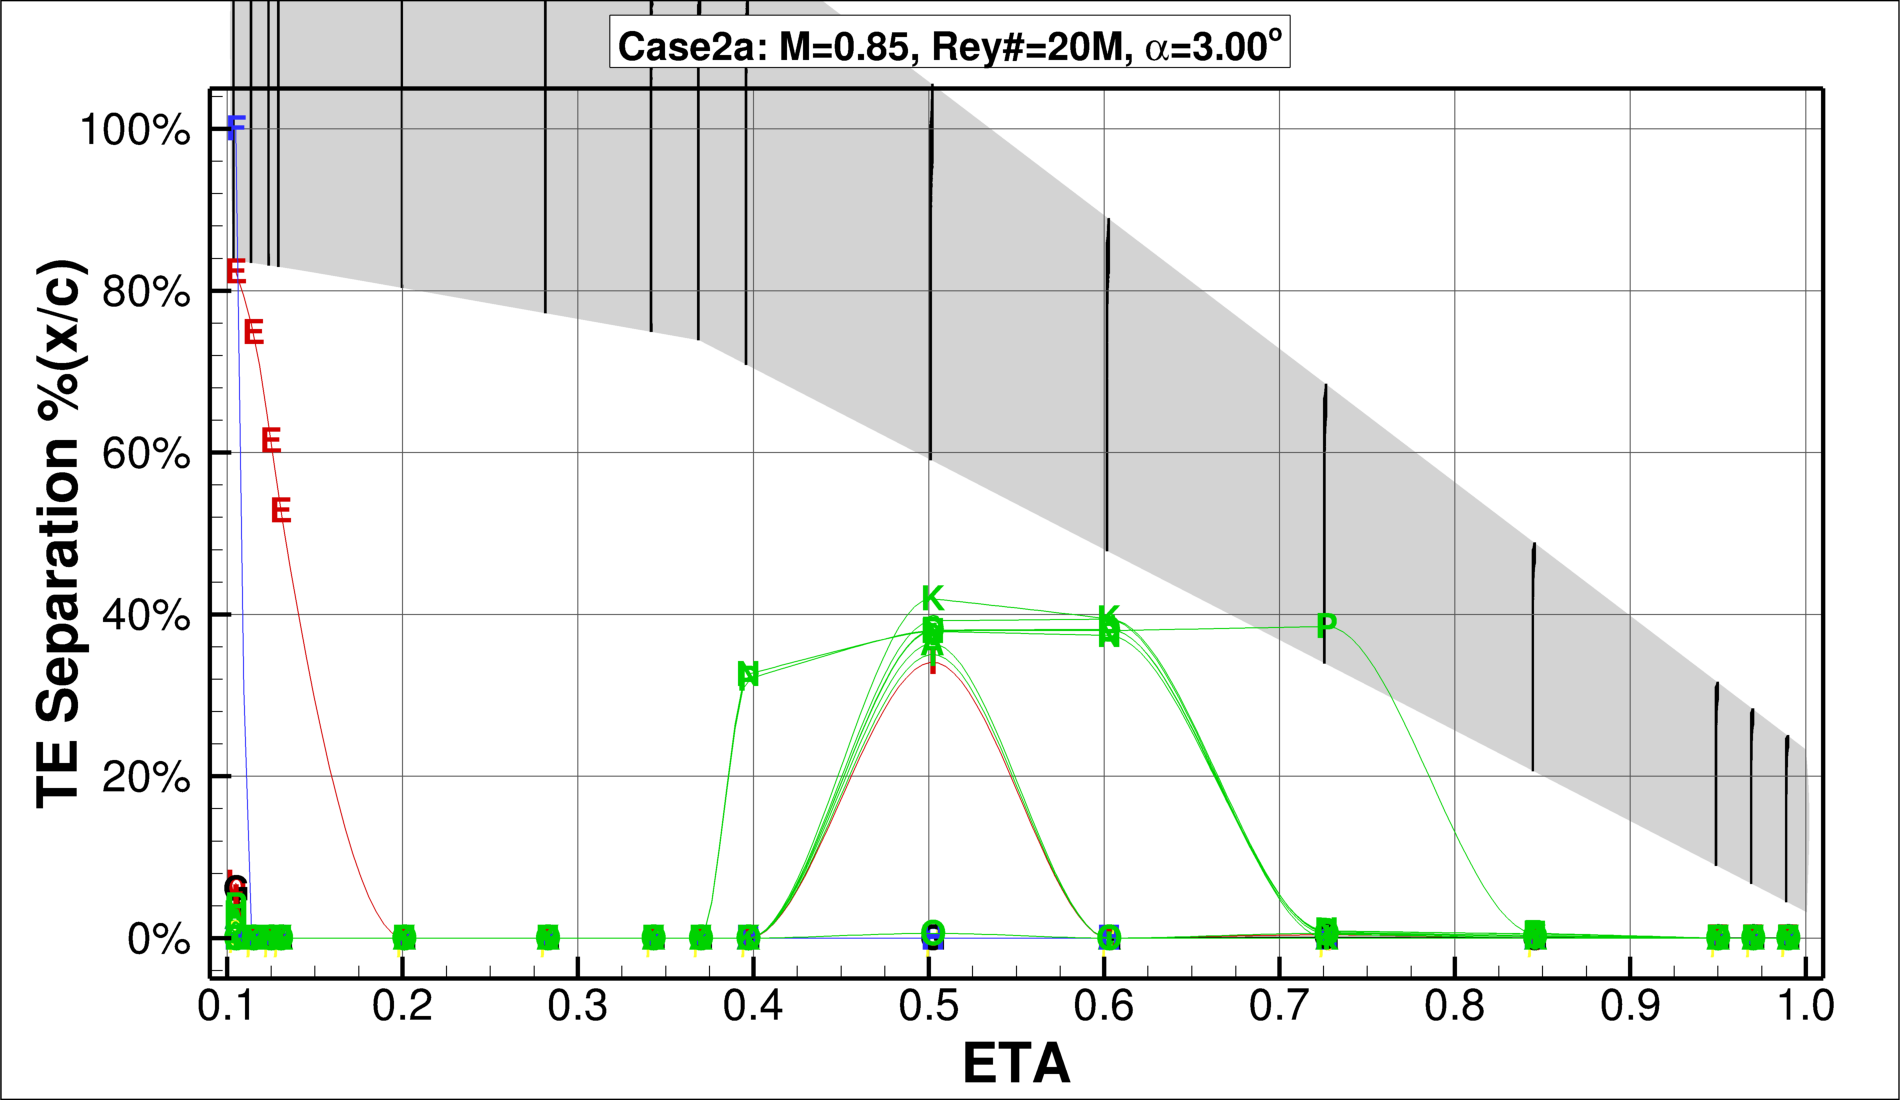 Case2a: M=0.85, Rey#=20M, α=3.00°
TE Separation %(x/c)
100%
80%
60%
40%
20%
0%
F
E
E
E
E
K
K
P
N
O
0.1 0.2 0.3 0.4 0.5 0.6 0.7 0.8 0.9 1.0
ETA